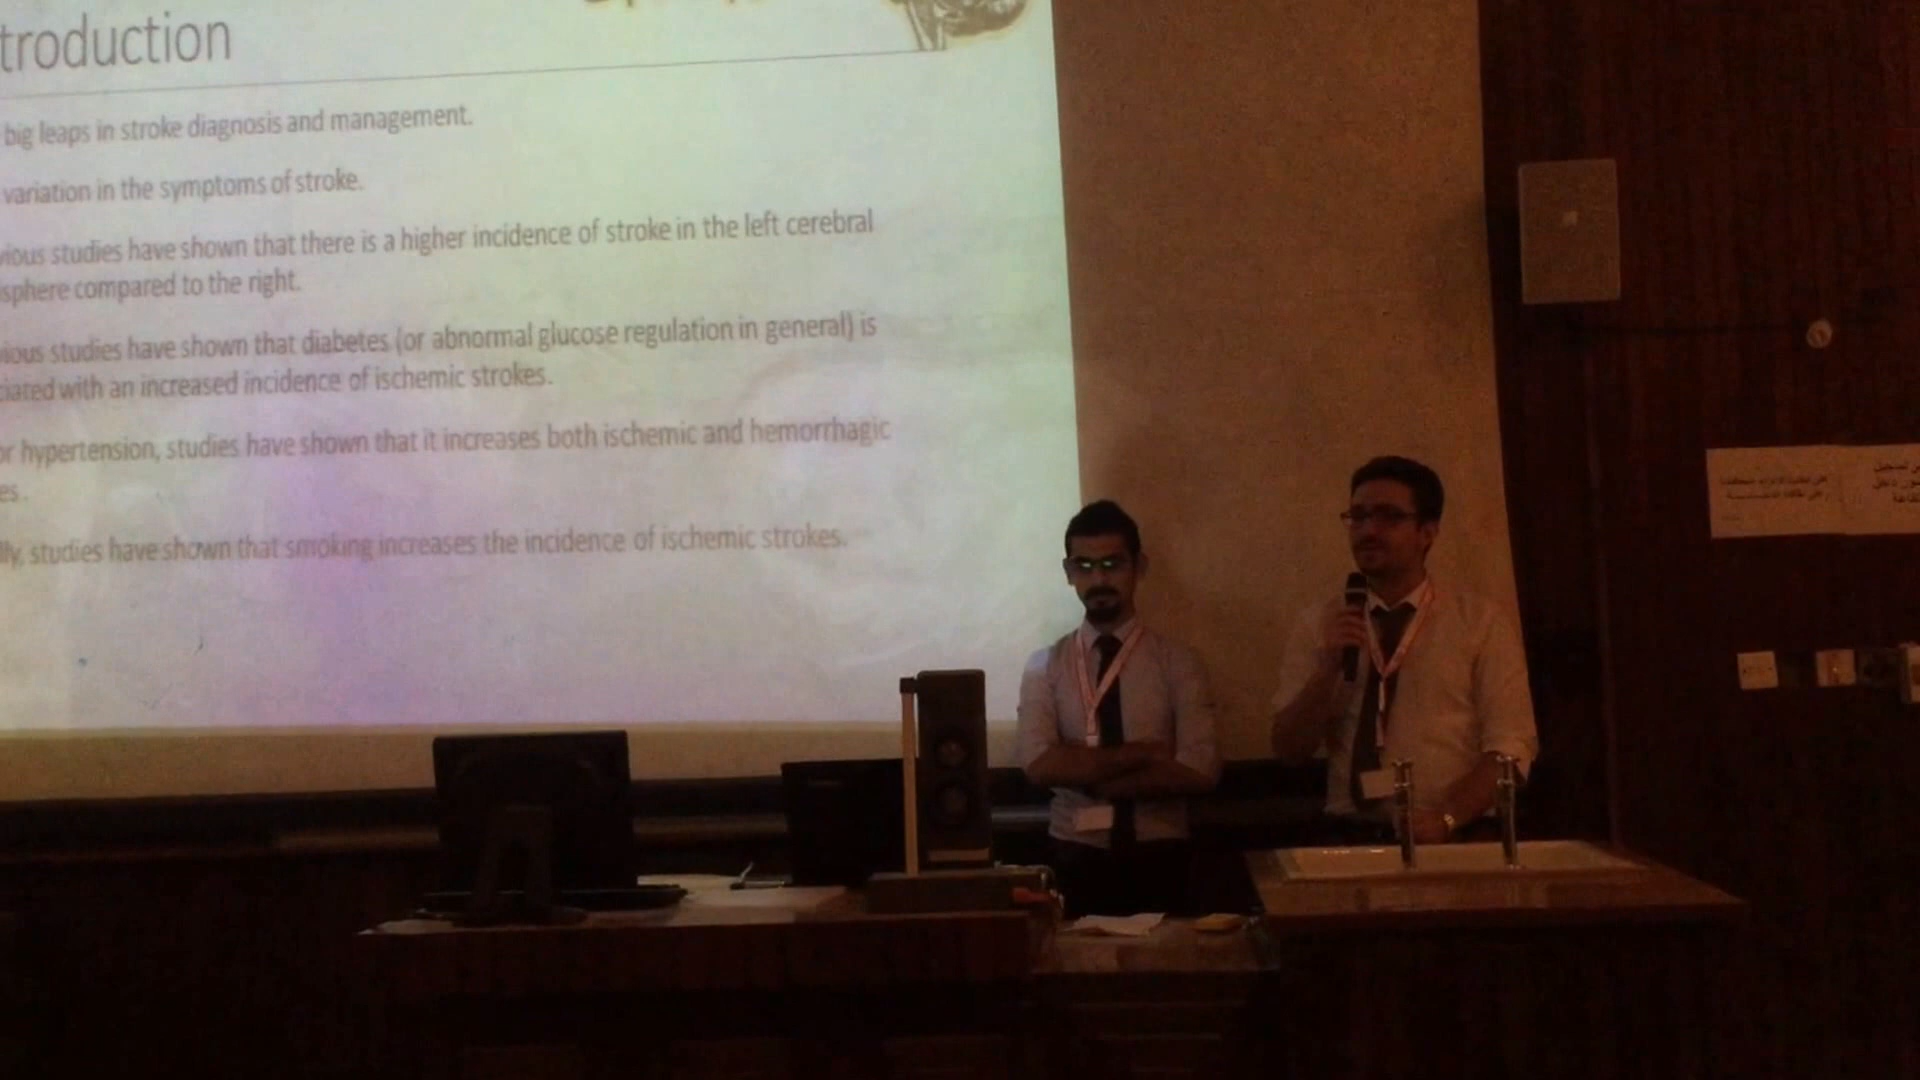 troduction
big leaps in stroke diagnosis and management.
variation in the symptoms of stroke.
vious studies have shown that there is a higher incidence of stroke in the left cerebral
isphere compared to the right.
vious studies have shown that diabetes (or abnormal glucose regulation in general) is
ciated with an increased incidence of ischemic strokes.
or hypertension, studies have shown that it increases both ischemic and hemorrhagic
es.
lly, studies have shown that smoking increases the incidence of ischemic strokes.